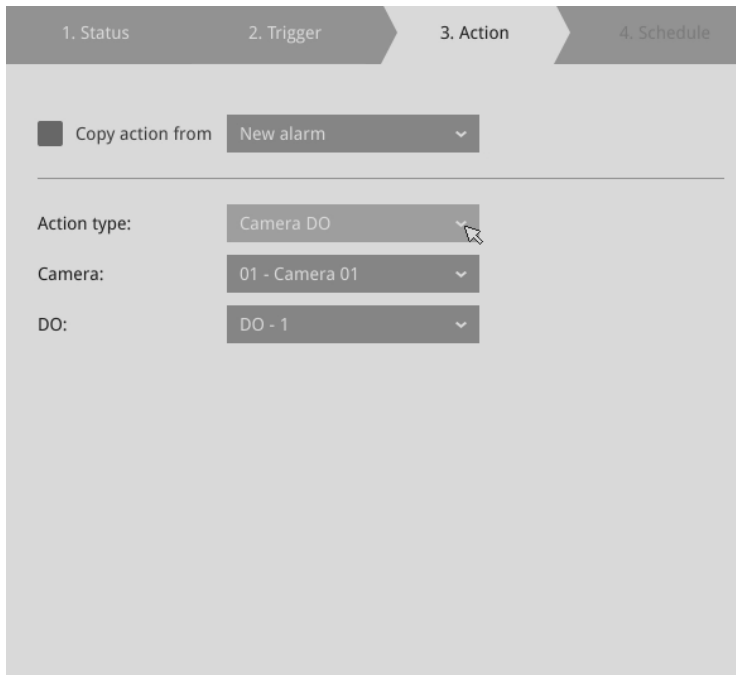 1. Status 2. Trigger 3. Action 4. Schedule
Copy action from New alarm
Action type: Camera DO
Camera: 01 - Camera 01
DO: DO - 1